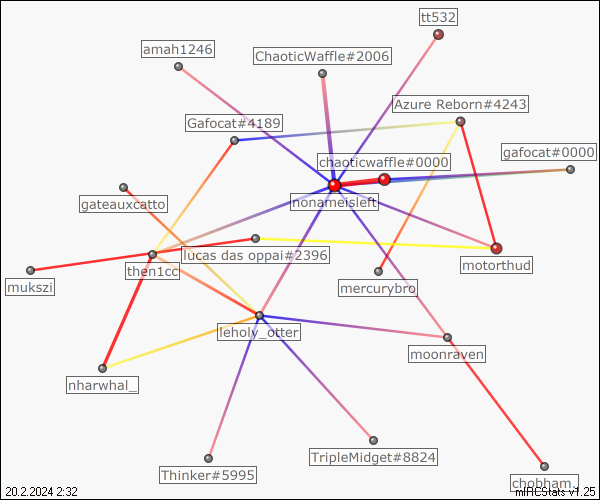 tt532
amah1246
ChaoticWaffle#2006
Azure Reborn#4243
Gafocat#4189
gafocat#0000
chaoticwaffle#0000
gateauxcatto
nonameisleft
lucas das oppai#2396
motorthud
then1cc
mukszi
mercurybro
leholy_otter
moonraven
nharwhal_
TripleMidget#8824
Thinker#5995
chobham.
20.2.2024 2:32
mIRCStats v1.25